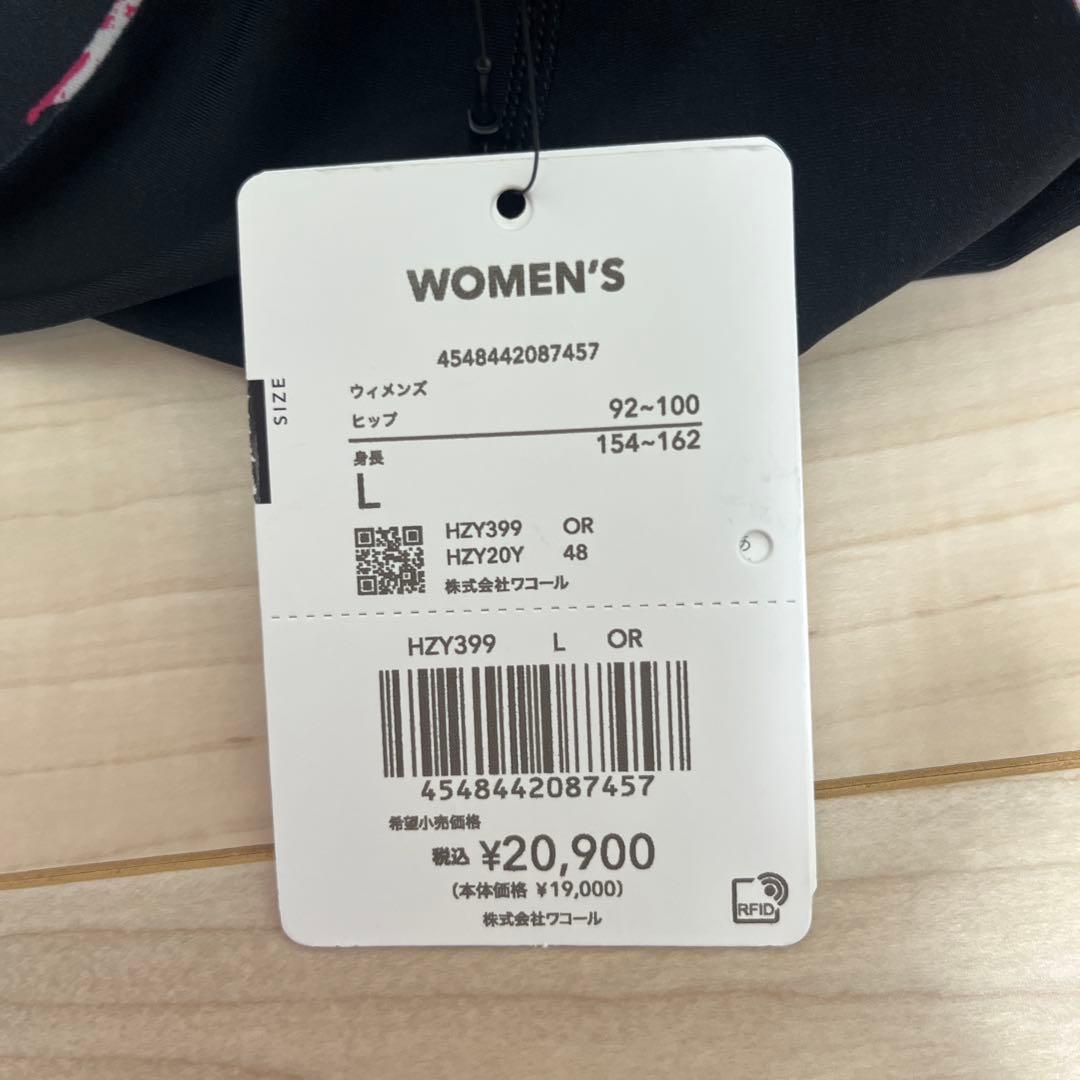 WOMEN'S
4548442087457
SIZE
ウィメンズ
ヒップ 92~100
身長 154~162
L
HZY399 OR
HZY20Y 48
株式会社ワコール
あ
HZY399 L OR
4548442087457
希望小売価格
税込 ¥20,900
(本体価格 ¥19,000)
株式会社ワコール
RFID